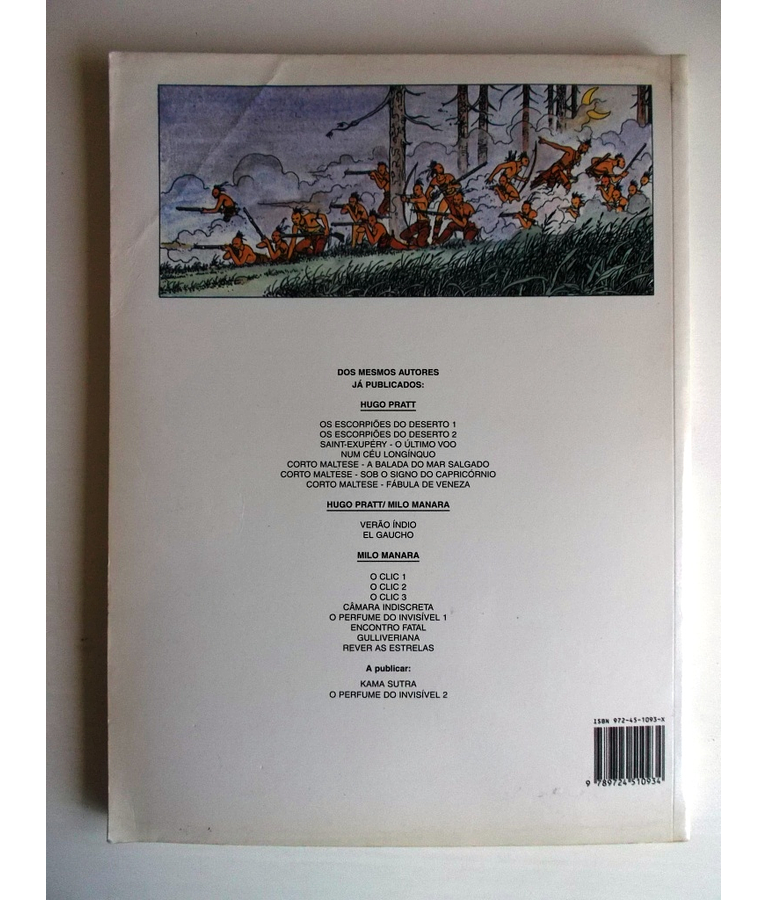 DOS MESMOS AUTORES
JÁ PUBLICADOS:
HUGO PRATT
OS ESCORPIÕES DO DESERTO 1
OS ESCORPIÕES DO DESERTO 2
SAINT-EXUPÉRY - O ÚLTIMO VOO
NUM CÉU LONGÍNQUO
CORTO MALTESE - A BALADA DO MAR SALGADO
CORTO MALTESE - SOB O SIGNO DO CAPRICÓRNIO
CORTO MALTESE - FÁBULA DE VENEZA
HUGO PRATT/ MILO MANARA
VERÃO ÍNDIO
EL GAUCHO
MILO MANARA
O CLIC 1
O CLIC 2
O CLIC 3
CÂMARA INDISCRETA
O PERFUME DO INVISÍVEL 1
ENCONTRO FATAL
GULLIVERIANA
REVER AS ESTRELAS
A publicar:
KAMA SUTRA
O PERFUME DO INVISÍVEL 2
ISBN 972-45-1093-X
9 789724 510934